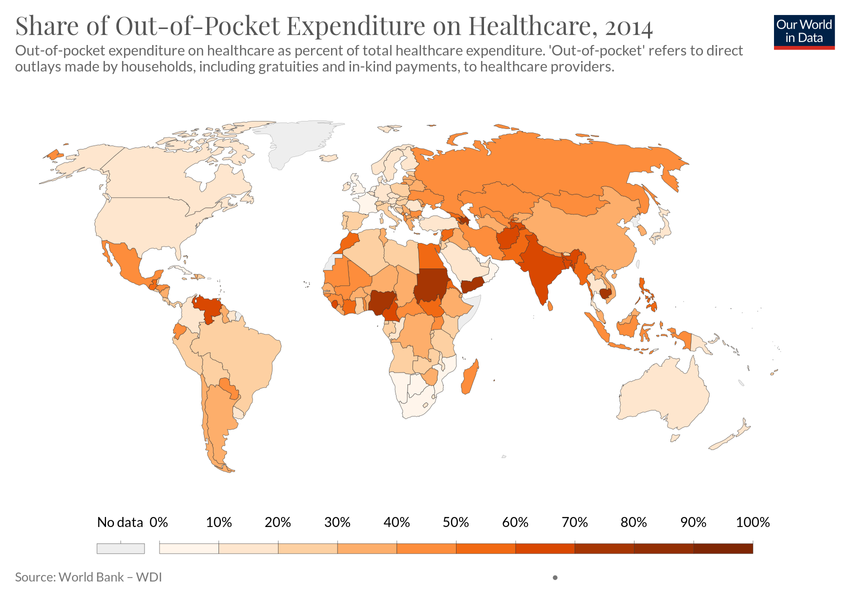 Share of Out-of-Pocket Expenditure on Healthcare, 2014
Our World
in Data
Out-of-pocket expenditure on healthcare as percent of total healthcare expenditure. 'Out-of-pocket' refers to direct
outlays made by households, including gratuities and in-kind payments, to healthcare providers.
No data 0% 10% 20% 30% 40% 50% 60% 70% 80% 90% 100%
Source: World Bank – WDI